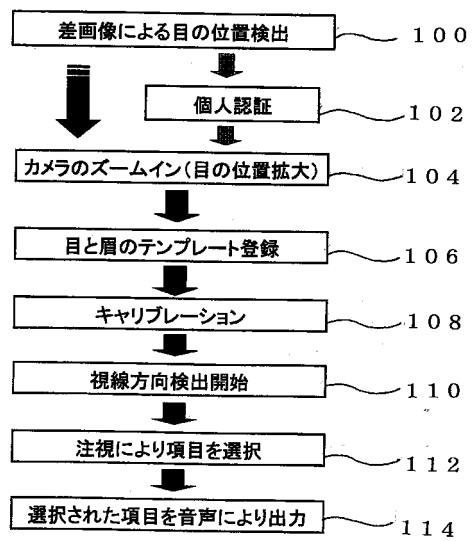 差画像による目の位置検出 １００
個人認証 １０２
カメラのズームイン（目の位置拡大） １０４
目と眉のテンプレート登録 １０６
キャリブレーション １０８
視線方向検出開始 １１０
注視により項目を選択 １１２
選択された項目を音声により出力 １１４